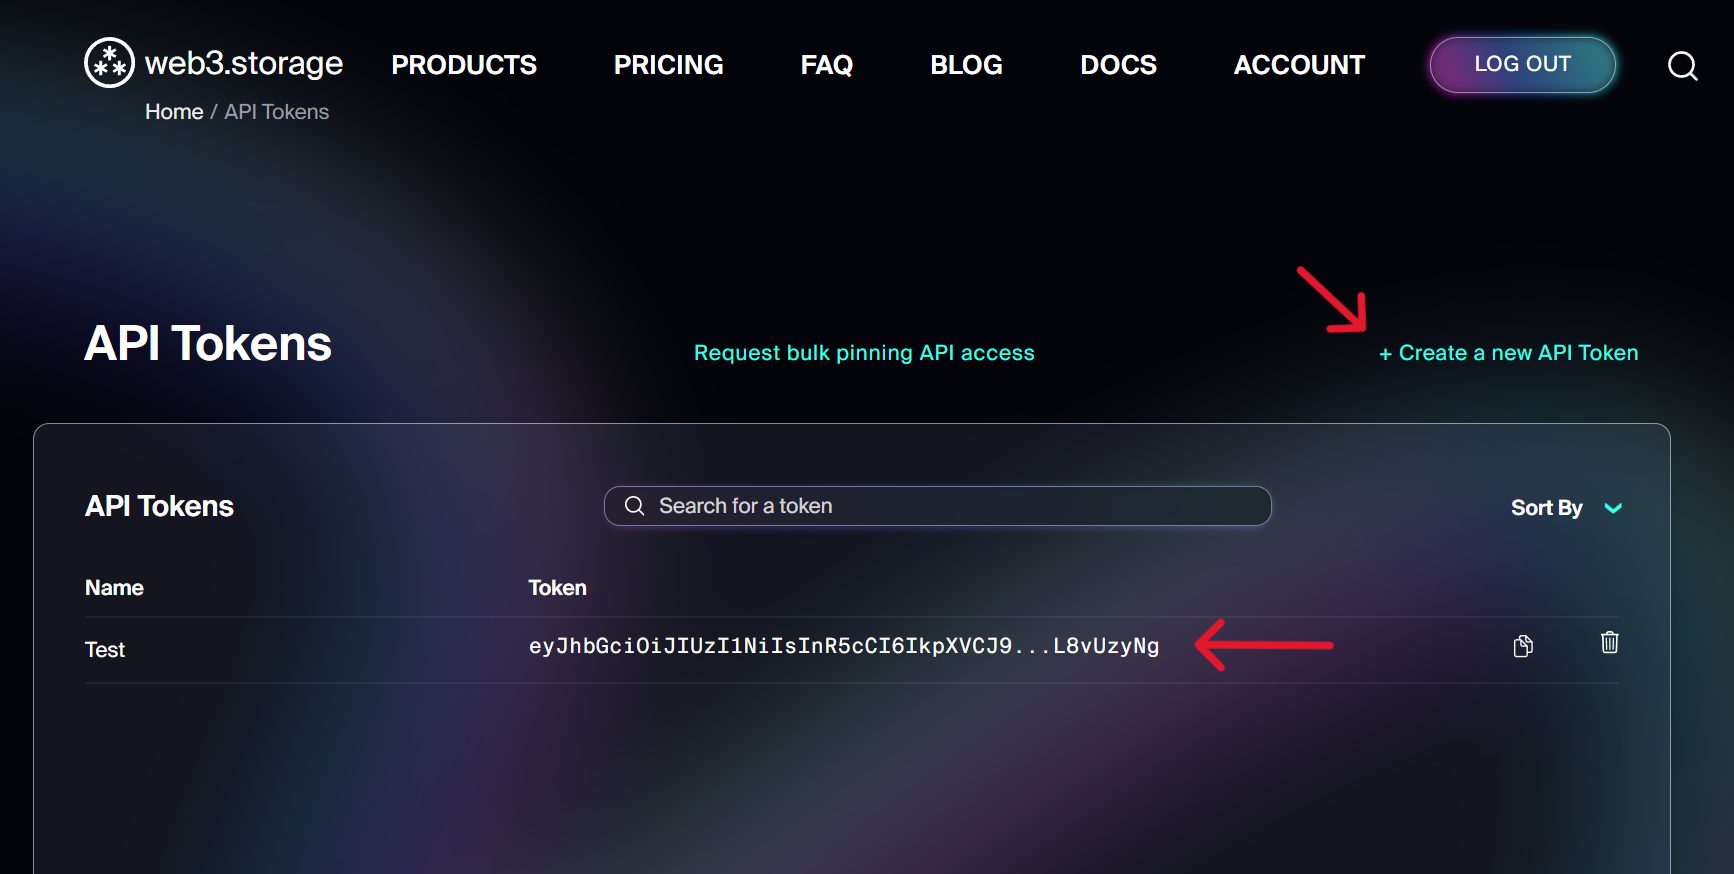 web3.storage PRODUCTS PRICING FAQ BLOG DOCS ACCOUNT LOG OUT
Home / API Tokens
API Tokens Request bulk pinning API access + Create a new API Token
API Tokens Search for a token Sort By
Name Token
Test eyJhbGciOiJIUzI1NiIsInR5cCI6IkpXVCJ9...L8vUzyNg